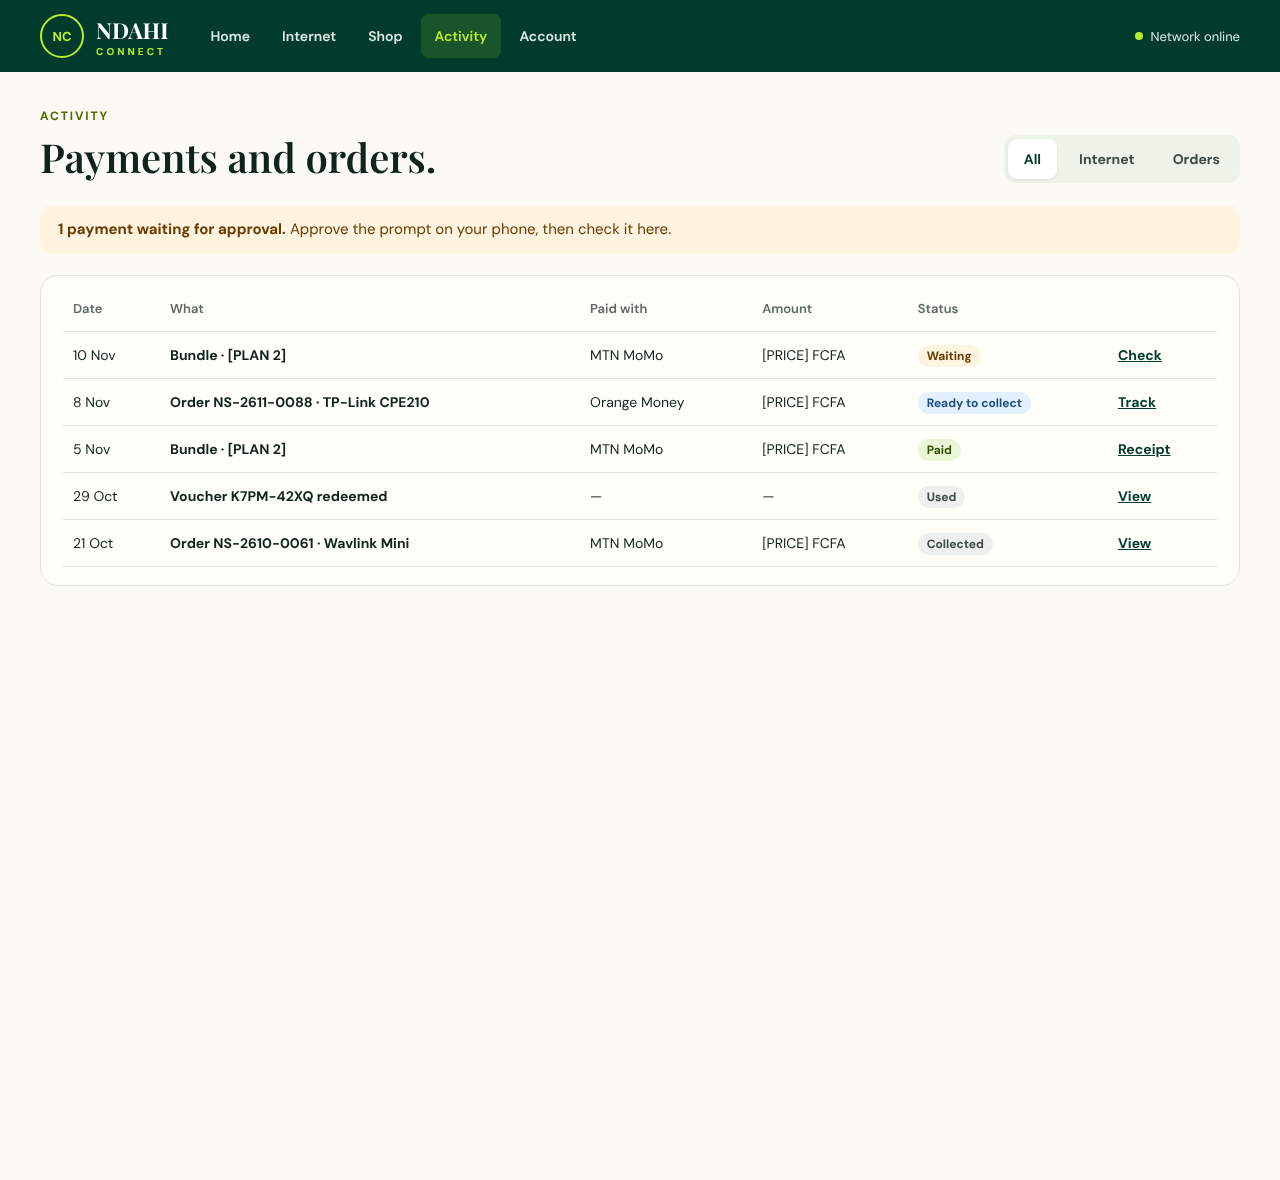 NC
NDAHI
CONNECT
Home Internet Shop Activity Account
Network online
ACTIVITY
Payments and orders.
All Internet Orders
1 payment waiting for approval. Approve the prompt on your phone, then check it here.
Date What Paid with Amount Status
10 Nov Bundle · [PLAN 2] MTN MoMo [PRICE] FCFA Waiting Check
8 Nov Order NS-2611-0088 · TP-Link CPE210 Orange Money [PRICE] FCFA Ready to collect Track
5 Nov Bundle · [PLAN 2] MTN MoMo [PRICE] FCFA Paid Receipt
29 Oct Voucher K7PM-42XQ redeemed — — Used View
21 Oct Order NS-2610-0061 · Wavlink Mini MTN MoMo [PRICE] FCFA Collected View